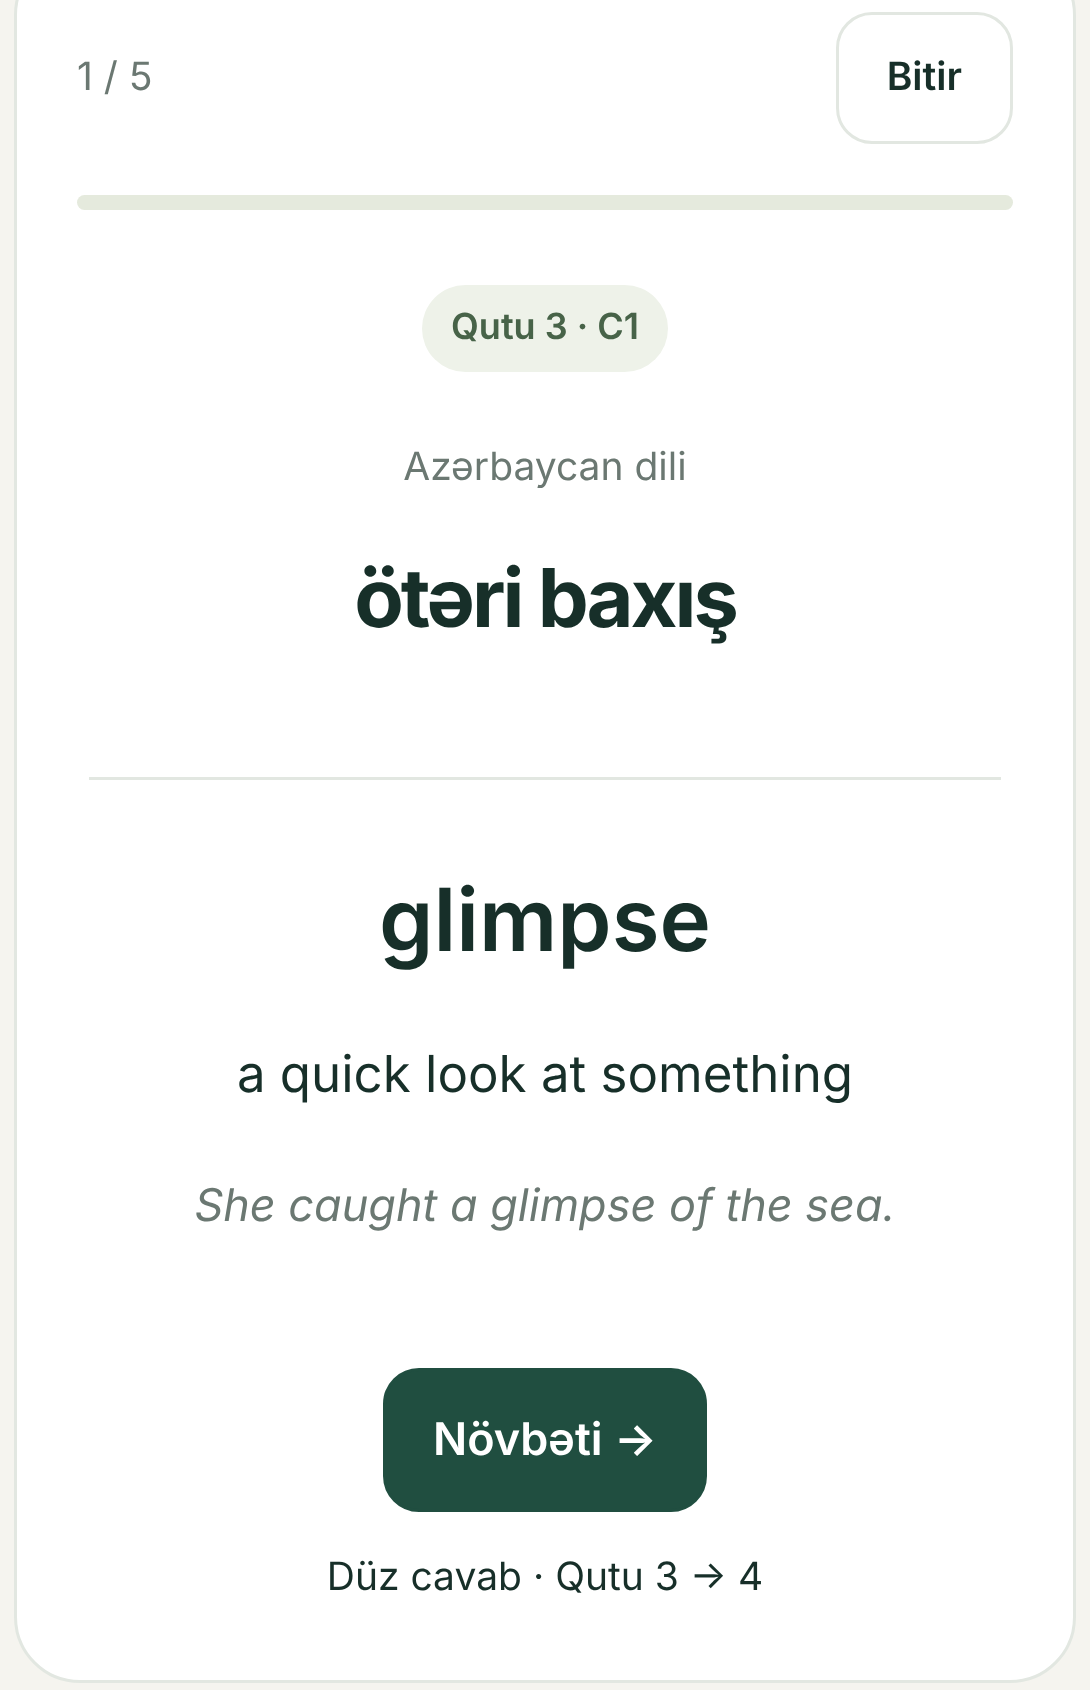 1 / 5
Bitir
Qutu 3 · C1
Azərbaycan dili
ötəri baxış
glimpse
a quick look at something
She caught a glimpse of the sea.
Növbəti →
Düz cavab · Qutu 3 → 4